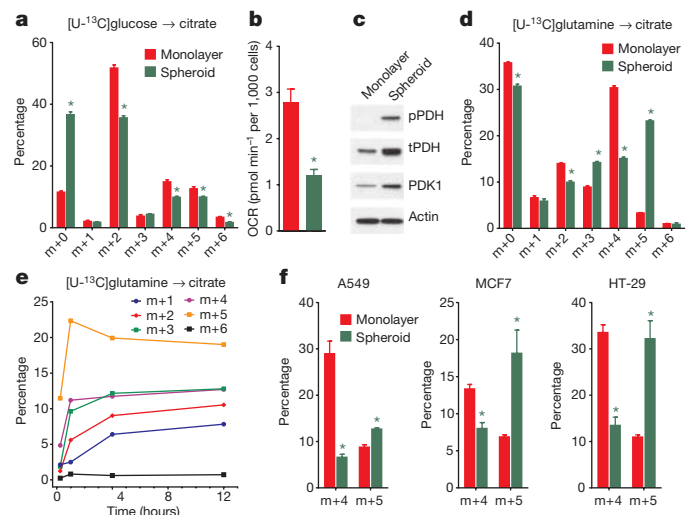 a
[U-¹³C]glucose → citrate
Monolayer
Spheroid
Percentage
60
40
20
0
* * * * *
m+0 m+1 m+2 m+3 m+4 m+5 m+6
b
OCR (pmol min⁻¹ per 1,000 cells)
4
3
2
1
0
*
c
Monolayer
Spheroid
pPDH
tPDH
PDK1
Actin
d
[U-¹³C]glutamine → citrate
Monolayer
Spheroid
Percentage
40
30
20
10
0
* * * * *
m+0 m+1 m+2 m+3 m+4 m+5 m+6
e
[U-¹³C]glutamine → citrate
m+1 m+4
m+2 m+5
m+3 m+6
Percentage
25
20
15
10
5
0
0 4 8 12
Time (hours)
f
A549
Monolayer
Spheroid
Percentage
40
30
20
10
0
* *
m+4 m+5
MCF7
Percentage
25
20
15
10
5
0
* *
m+4 m+5
HT-29
Percentage
40
30
20
10
0
* *
m+4 m+5